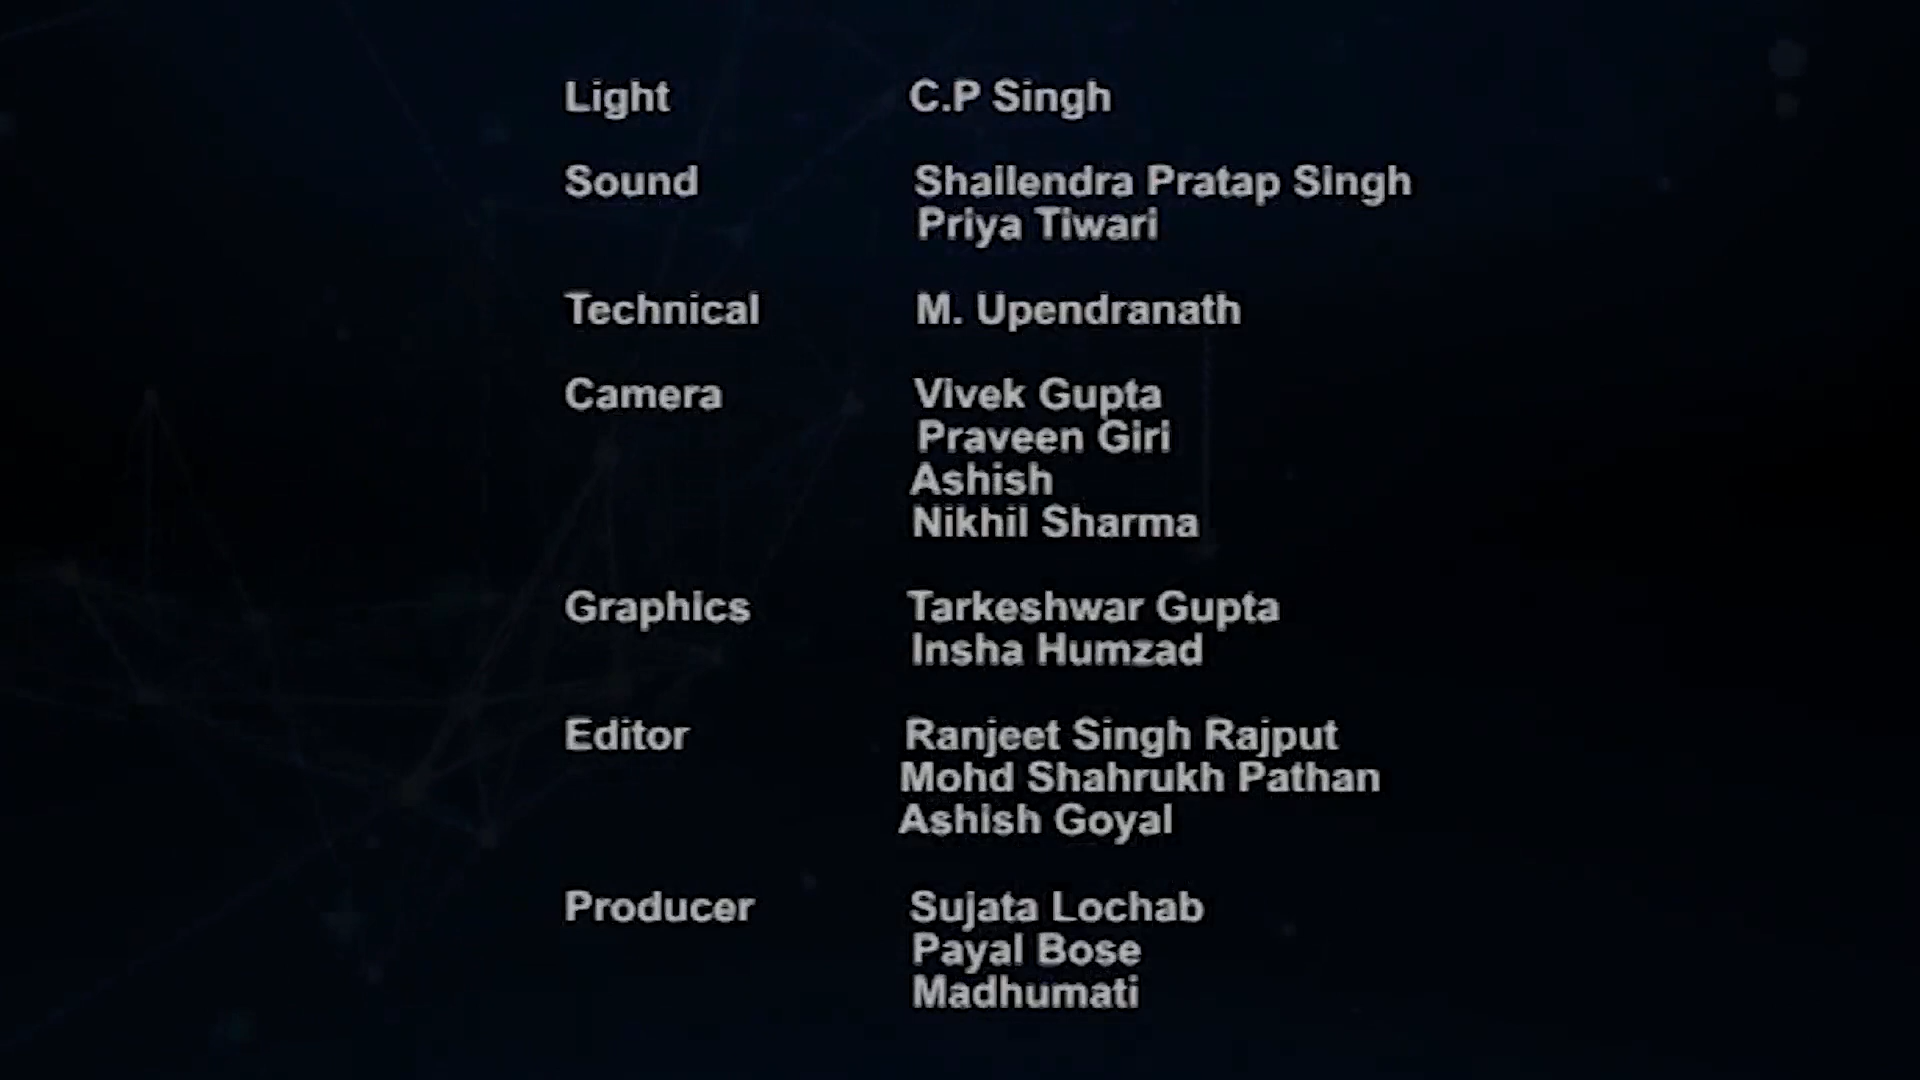 Light C.P Singh
Sound Shailendra Pratap Singh
Priya Tiwari
Technical M. Upendranath
Camera Vivek Gupta
Praveen Giri
Ashish
Nikhil Sharma
Graphics Tarkeshwar Gupta
Insha Humzad
Editor Ranjeet Singh Rajput
Mohd Shahrukh Pathan
Ashish Goyal
Producer Sujata Lochab
Payal Bose
Madhumati